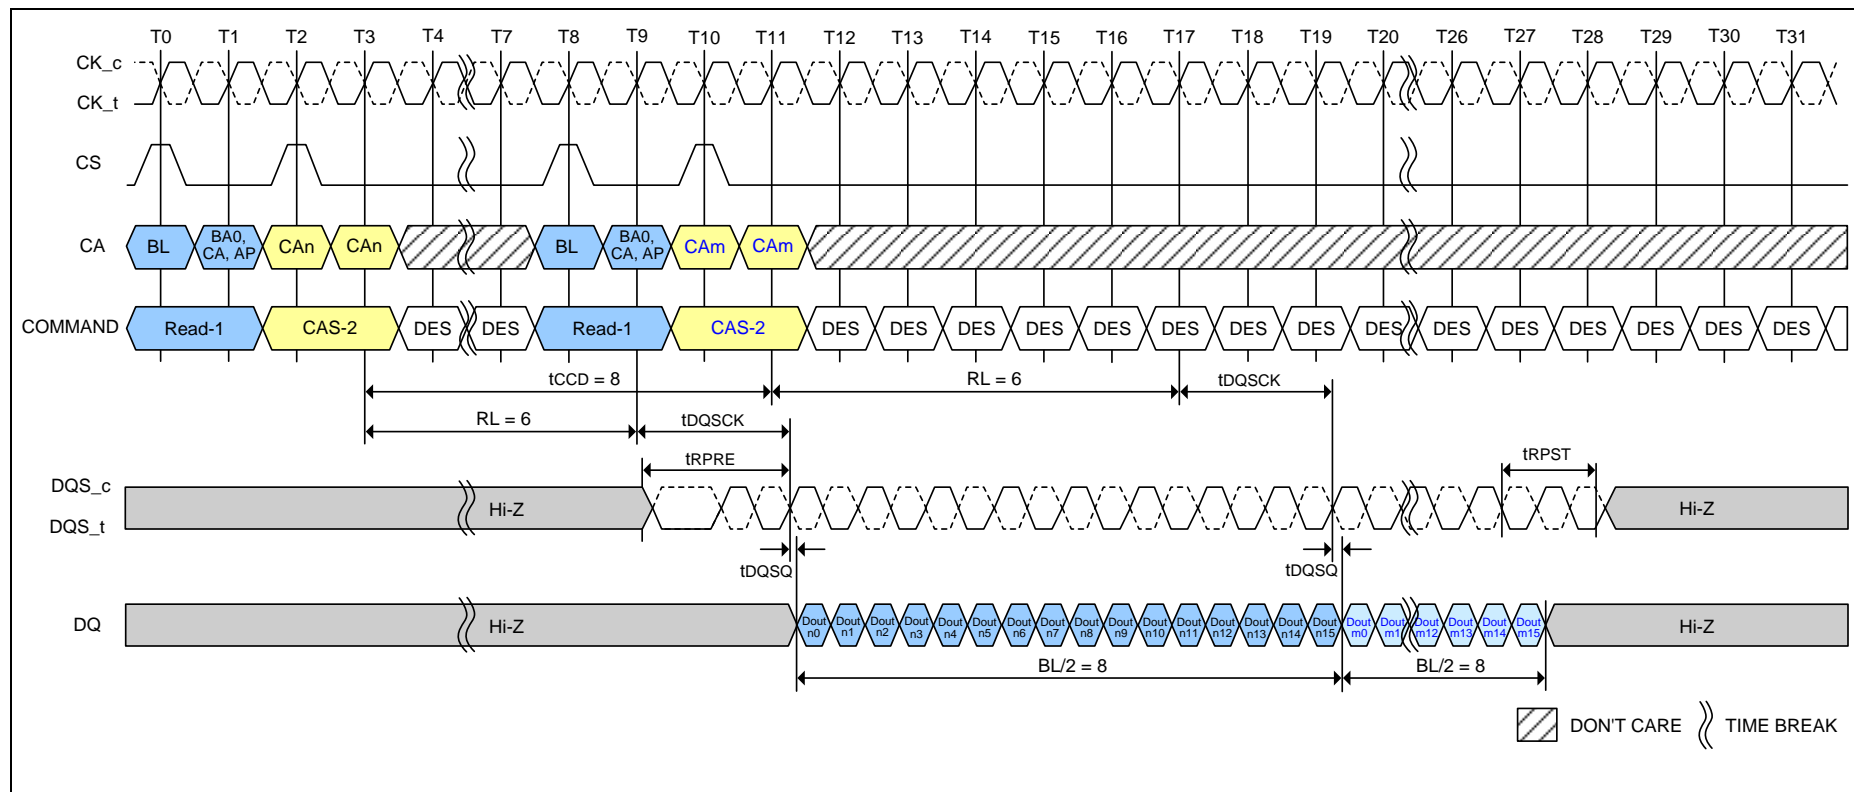 T0 T1 T2 T3 T4 T7 T8 T9 T10 T11 T12 T13 T14 T15 T16 T17 T18 T19 T20 T26 T27 T28 T29 T30 T31
CK_c
CK_t
CS
CA BL BA0, CA, AP CAn CAn BL BA0, CA, AP CAm CAm
COMMAND Read-1 CAS-2 DES DES Read-1 CAS-2 DES DES DES DES DES DES DES DES DES DES DES DES DES DES DES
tCCD = 8 RL = 6 tDQSCK
RL = 6 tDQSCK
tRPRE tRPST
DQS_c
Hi-Z Hi-Z
DQS_t
tDQSQ tDQSQ
DQ Hi-Z Dout n0 Dout n1 Dout n2 Dout n3 Dout n4 Dout n5 Dout n6 Dout n7 Dout n8 Dout n9 Dout n10 Dout n11 Dout n12 Dout n13 Dout n14 Dout n15 Dout m0 Dout m1 Dout m12 Dout m13 Dout m14 Dout m15 Hi-Z
BL/2 = 8 BL/2 = 8
DON'T CARE TIME BREAK